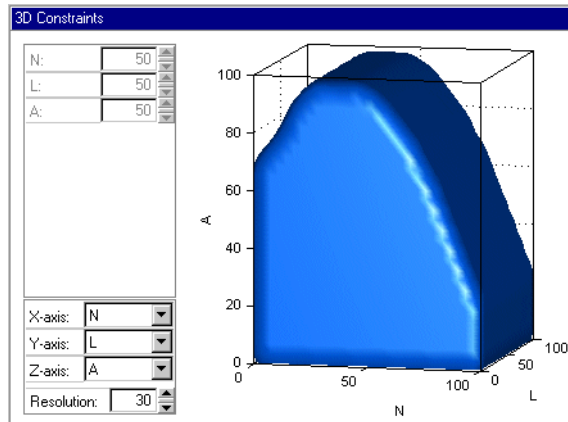 3D Constraints
N: 50
L: 50
A: 50
X-axis: N
Y-axis: L
Z-axis: A
Resolution: 30
100
80
60
40
20
0
A
0
50
100
N
0
50
100
L